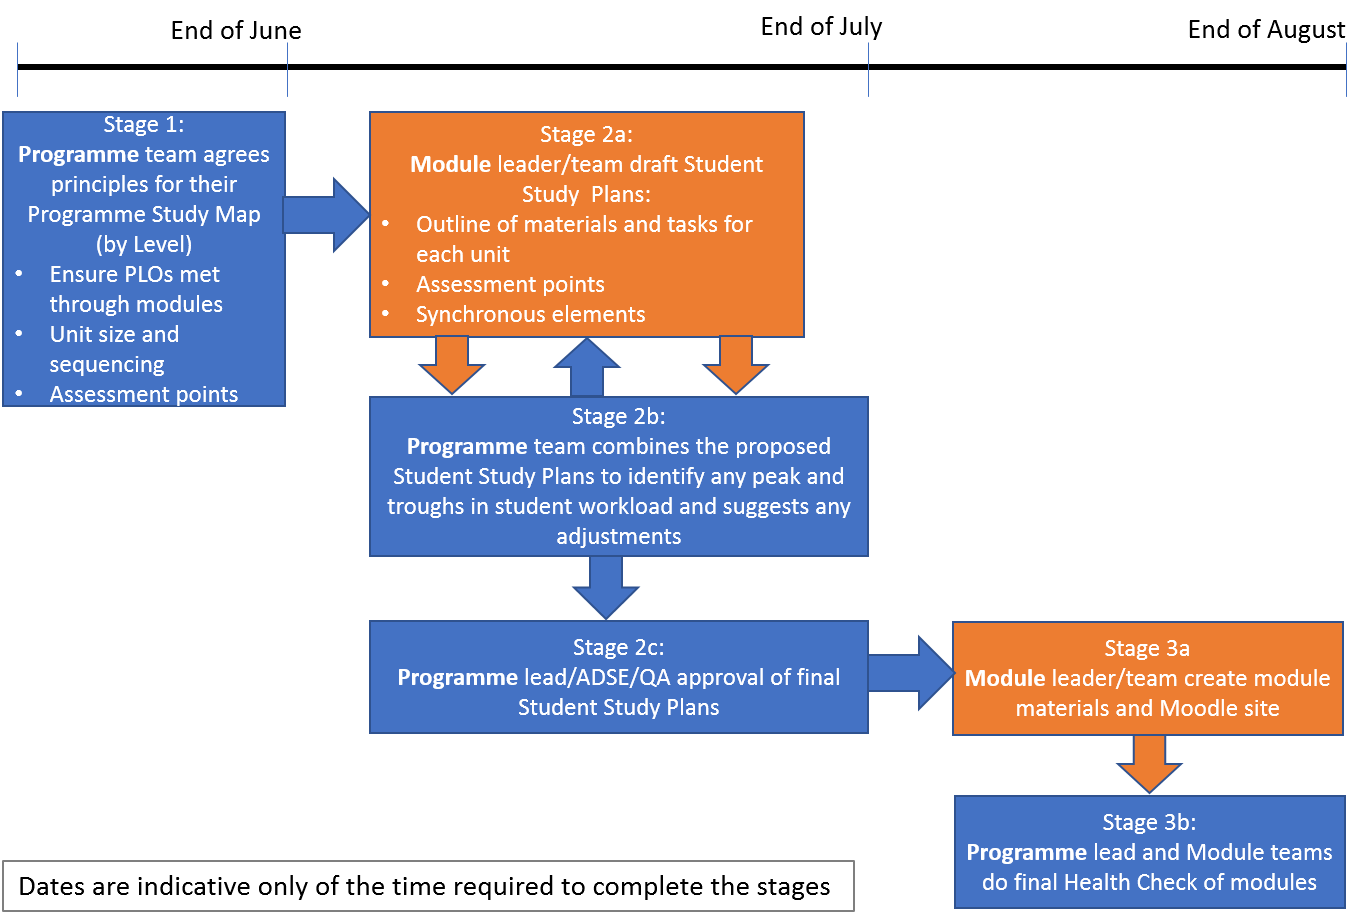 End of June
End of July
End of August
Stage 1:
Programme team agrees
principles for their
Programme Study Map
(by Level)
• Ensure PLOs met
through modules
• Unit size and
sequencing
• Assessment points
Stage 2a:
Module leader/team draft Student
Study Plans:
• Outline of materials and tasks for
each unit
• Assessment points
• Synchronous elements
Stage 2b:
Programme team combines the proposed
Student Study Plans to identify any peak and
troughs in student workload and suggests any
adjustments
Stage 2c:
Programme lead/ADSE/QA approval of final
Student Study Plans
Stage 3a
Module leader/team create module
materials and Moodle site
Stage 3b:
Programme lead and Module teams
do final Health Check of modules
Dates are indicative only of the time required to complete the stages